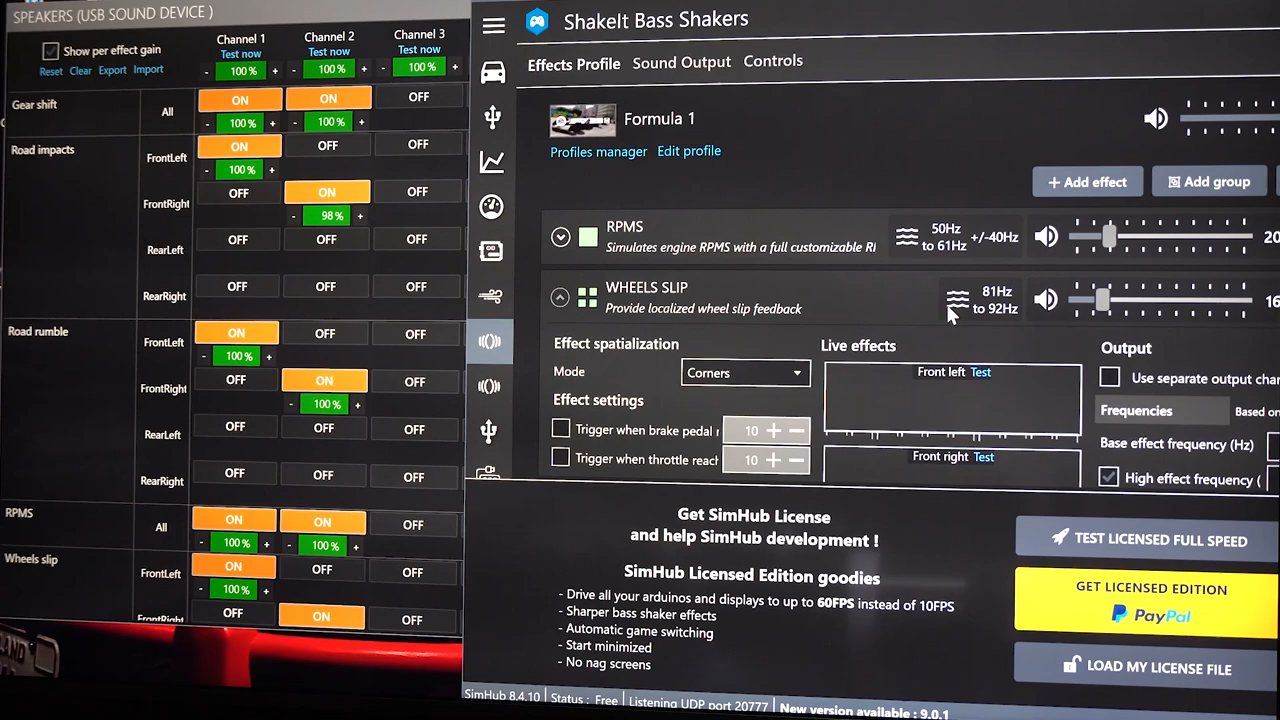 SPEAKERS (USB SOUND DEVICE )
Show per effect gain
Reset Clear Export Import
Channel 1
Test now
- 100 % +
Channel 2
Test now
- 100 % +
Channel 3
Test now
- 100 % +
Gear shift
All
ON ON OFF
- 100 % + - 100 % +
Road impacts
FrontLeft
ON OFF OFF
- 100 % +
FrontRight
OFF ON OFF
- 98 % +
RearLeft
OFF OFF OFF
RearRight
OFF OFF OFF
Road rumble
FrontLeft
ON OFF OFF
- 100 % +
FrontRight
OFF ON OFF
- 100 % +
RearLeft
OFF OFF OFF
RearRight
OFF OFF OFF
RPMS
All
ON ON OFF
- 100 % + - 100 % +
Wheels slip
FrontLeft
ON OFF OFF
- 100 % +
FrontRight
OFF ON OFF
ShakeIt Bass Shakers
Effects Profile Sound Output Controls
Formula 1
Profiles manager Edit profile
+ Add effect Add group
RPMS
Simulates engine RPMS with a full customizable RI
50Hz
to 61Hz
+/-40Hz
20
WHEELS SLIP
Provide localized wheel slip feedback
81Hz
to 92Hz
16
Effect spatialization
Mode Corners
Effect settings
Trigger when brake pedal r 10 + −
Trigger when throttle reach 10 + −
Live effects
Front left Test
Front right Test
Output
Use separate output char
Frequencies Based on
Base effect frequency (Hz)
High effect frequency (
Get SimHub License
and help SimHub development !
SimHub Licensed Edition goodies
- Drive all your arduinos and displays to up to 60FPS instead of 10FPS
- Sharper bass shaker effects
- Automatic game switching
- Start minimized
- No nag screens
TEST LICENSED FULL SPEED
GET LICENSED EDITION
PayPal
LOAD MY LICENSE FILE
SimHub 8.4.10 | Status : Free | Listening UDP port 20777 | New version available : 9.0.1